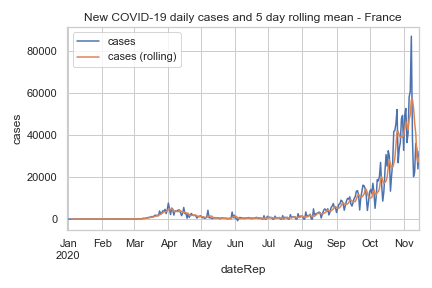 New COVID-19 daily cases and 5 day rolling mean - France
cases
cases (rolling)
80000
60000
40000
20000
0
cases
Jan Feb Mar Apr May Jun Jul Aug Sep Oct Nov
2020
dateRep